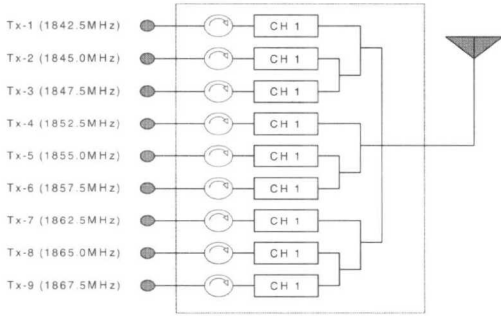 Tx-1 (1842.5MHz) CH 1
Tx-2 (1845.0MHz) CH 1
Tx-3 (1847.5MHz) CH 1
Tx-4 (1852.5MHz) CH 1
Tx-5 (1855.0MHz) CH 1
Tx-6 (1857.5MHz) CH 1
Tx-7 (1862.5MHz) CH 1
Tx-8 (1865.0MHz) CH 1
Tx-9 (1867.5MHz) CH 1